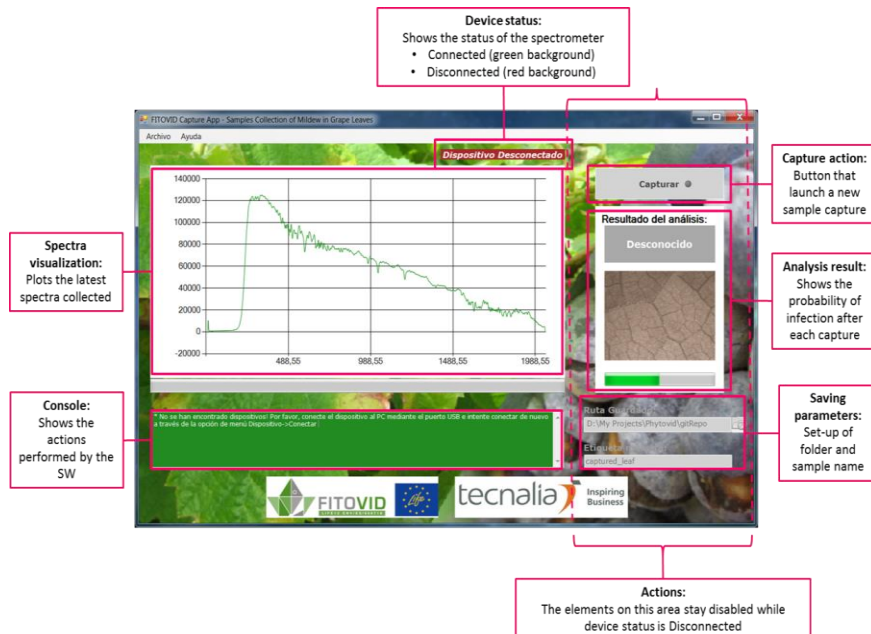 Device status:
Shows the status of the spectrometer
• Connected (green background)
• Disconnected (red background)
FITOVID Capture App - Samples Collection of Mildew in Grape Leaves
Archivo Ayuda
Dispositivo Desconectado
140000
120000
100000
80000
60000
40000
20000
0
-20000
488,55 988,55 1488,55 1988,55
Capturar
Resultado del análisis:
Desconocido
Capture action:
Button that
launch a new
sample capture
Spectra
visualization:
Plots the latest
spectra collected
Analysis result:
Shows the
probability of
infection after
each capture
Console:
Shows the
actions
performed by the
SW
* No se han encontrado dispositivos! Por favor, conecte el dispositivo al PC mediante el puerto USB e intente conectar de nuevo
a través de la opción de menú Dispositivo->Conectar
Ruta
D:\My Projects\Phytovid\gitRepo
Etiqueta
captured_leaf
Saving
parameters:
Set-up of
folder and
sample name
FITOVID
life
tecnalia
Inspiring
Business
Actions:
The elements on this area stay disabled while
device status is Disconnected